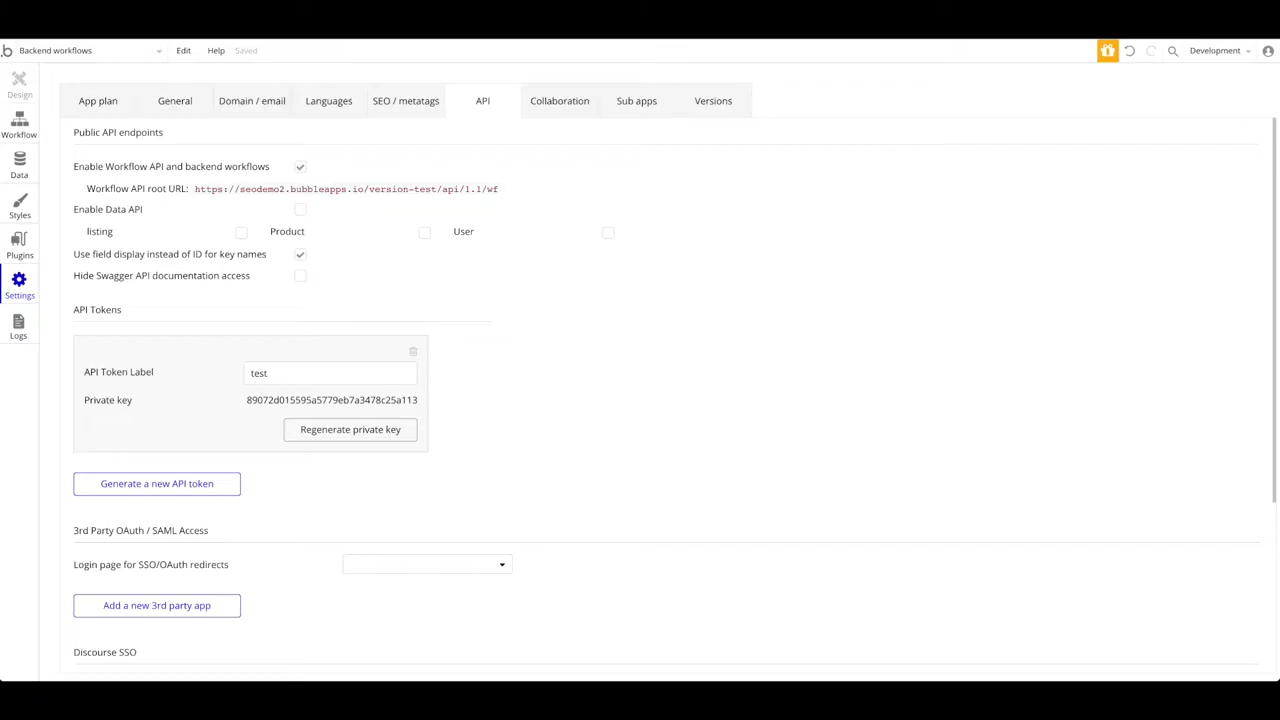 Backend workflows
Edit
Help
Saved
Development
Design
Workflow
Data
Styles
Plugins
Settings
Logs
App plan
General
Domain / email
Languages
SEO / metatags
API
Collaboration
Sub apps
Versions
Public API endpoints
Enable Workflow API and backend workflows
Workflow API root URL: https://seodemo2.bubbleapps.io/version-test/api/1.1/wf
Enable Data API
listing
Product
User
Use field display instead of ID for key names
Hide Swagger API documentation access
API Tokens
API Token Label
test
Private key
89072d015595a5779eb7a3478c25a113
Regenerate private key
Generate a new API token
3rd Party OAuth / SAML Access
Login page for SSO/OAuth redirects
Add a new 3rd party app
Discourse SSO